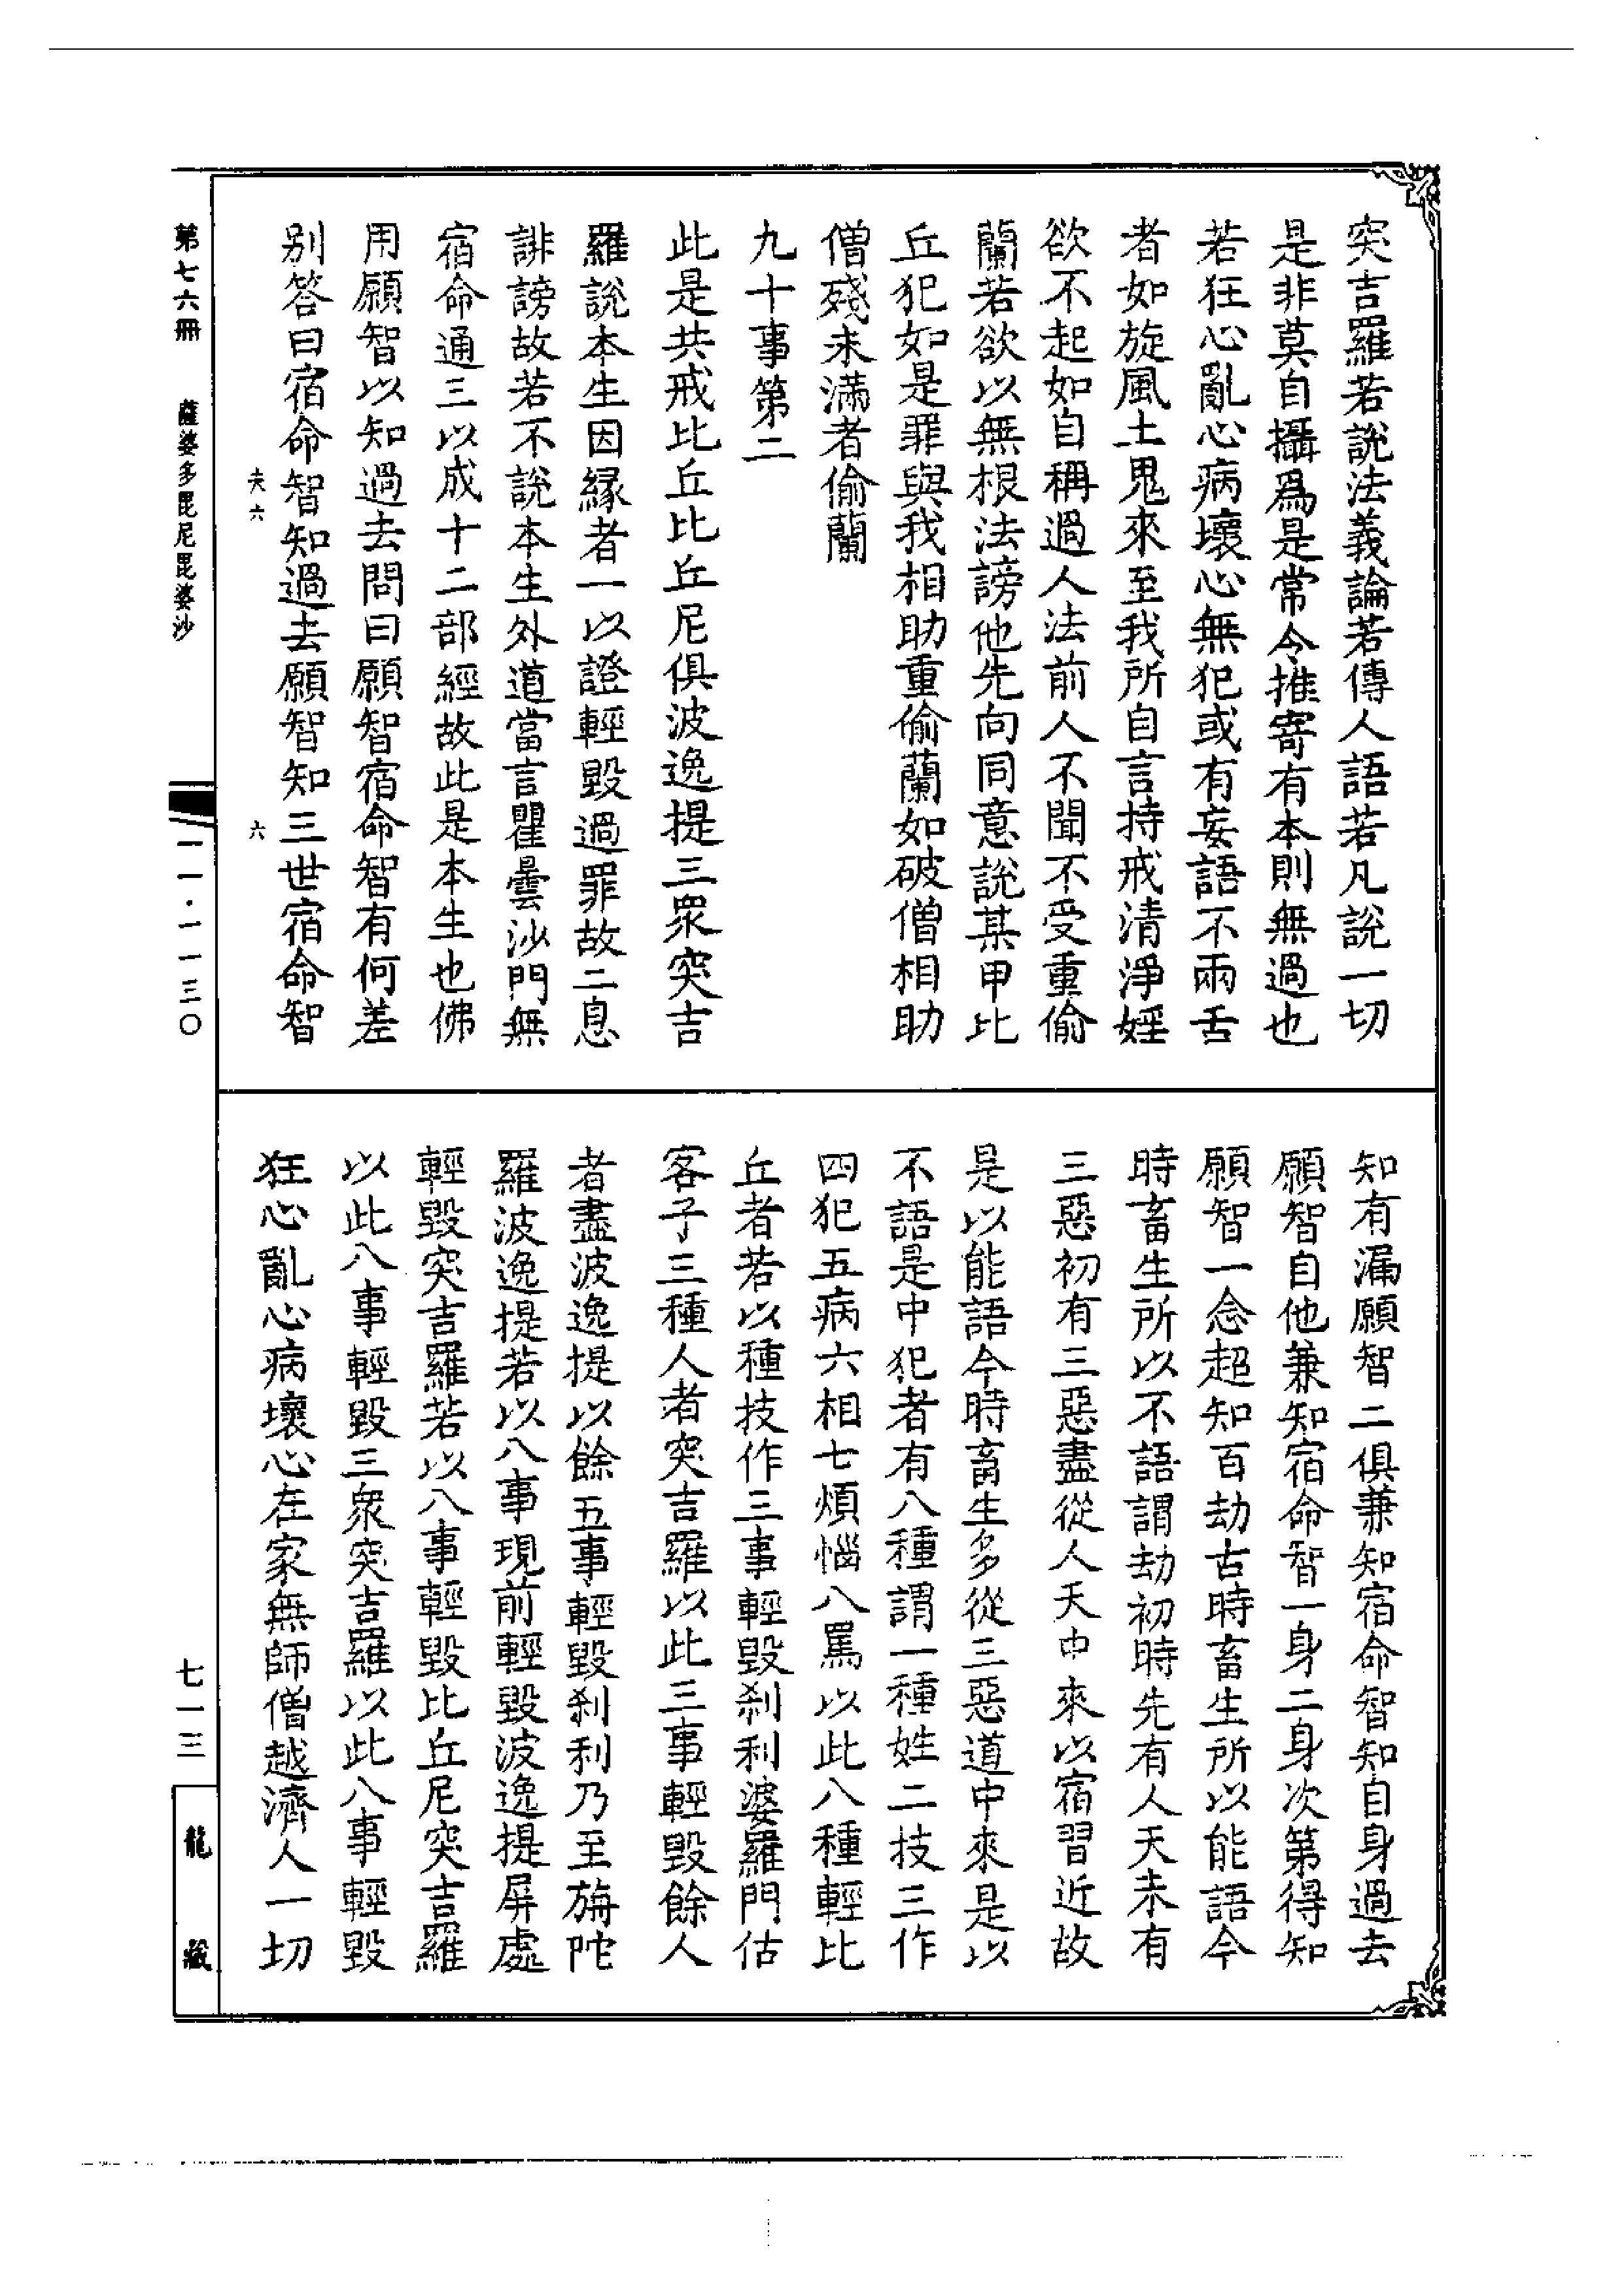 突吉羅若說法義論若傳人語若凡說一切
是非莫自攝爲是常令推寄有本則無過也
若狂心亂心病壞心無犯或有妄語不兩舌
者如旋風土鬼來至我所自言持戒清淨婬
欲不起如自稱過人法前人不聞不受重偷
蘭若欲以無根法謗他先向同意說某甲比
丘犯如是罪與我相助重偷蘭如破僧相助
僧殘未滿者偷蘭
九十事第二
此是共戒比丘比丘尼俱波逸提三眾突吉
羅說本生因緣者一以證輕毀過罪故二息
誹謗故若不說本生外道當言瞿曇沙門無
宿命通三以成十二部經故此是本生也佛
用願智以知過去問曰願智宿命智有何差
别答曰宿命智知過去願智知三世宿命智
知有漏願智二俱兼知宿命智知自身過去
願智自他兼知宿命智一身二身次第得知
願智一念超知百劫古時畜生所以能語今
時畜生所以不語謂劫初時先有人天未有
三惡初有三惡盡從人天中來以宿習近故
是以能語今時畜生多從三惡道中來是以
不語是中犯者有八種謂一種姓二技三作
四犯五病六相七煩惱八罵以此八種輕比
丘者若以種技作三事輕毀刹利婆羅門估
客子三種人者突吉羅以此三事輕毀餘人
者盡波逸提以餘五事輕毀刹利乃至旃陀
羅波逸提若以八事現前輕毀波逸提屏處
輕毀突吉羅若以八事輕毀比丘尼突吉羅
以此八事輕毀三眾突吉羅以此八事輕毀
狂心亂心病壞心在家無師僧越濟人一切
夫六
六
第七六冊
薩婆多毘尼毘婆沙
一一·一一三〇
七一三
龍藏